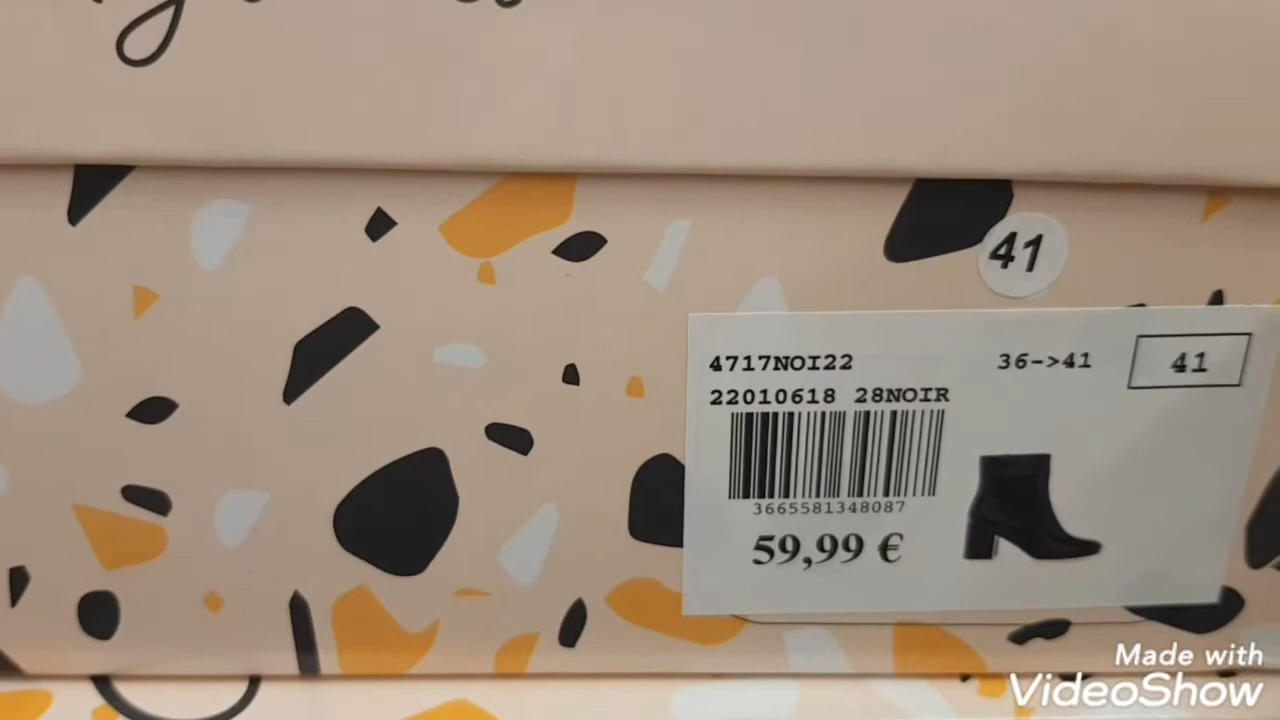 41
4717NOI22 36->41 41
22010618 28NOIR
3665581348087
59,99 €
Made with
VideoShow